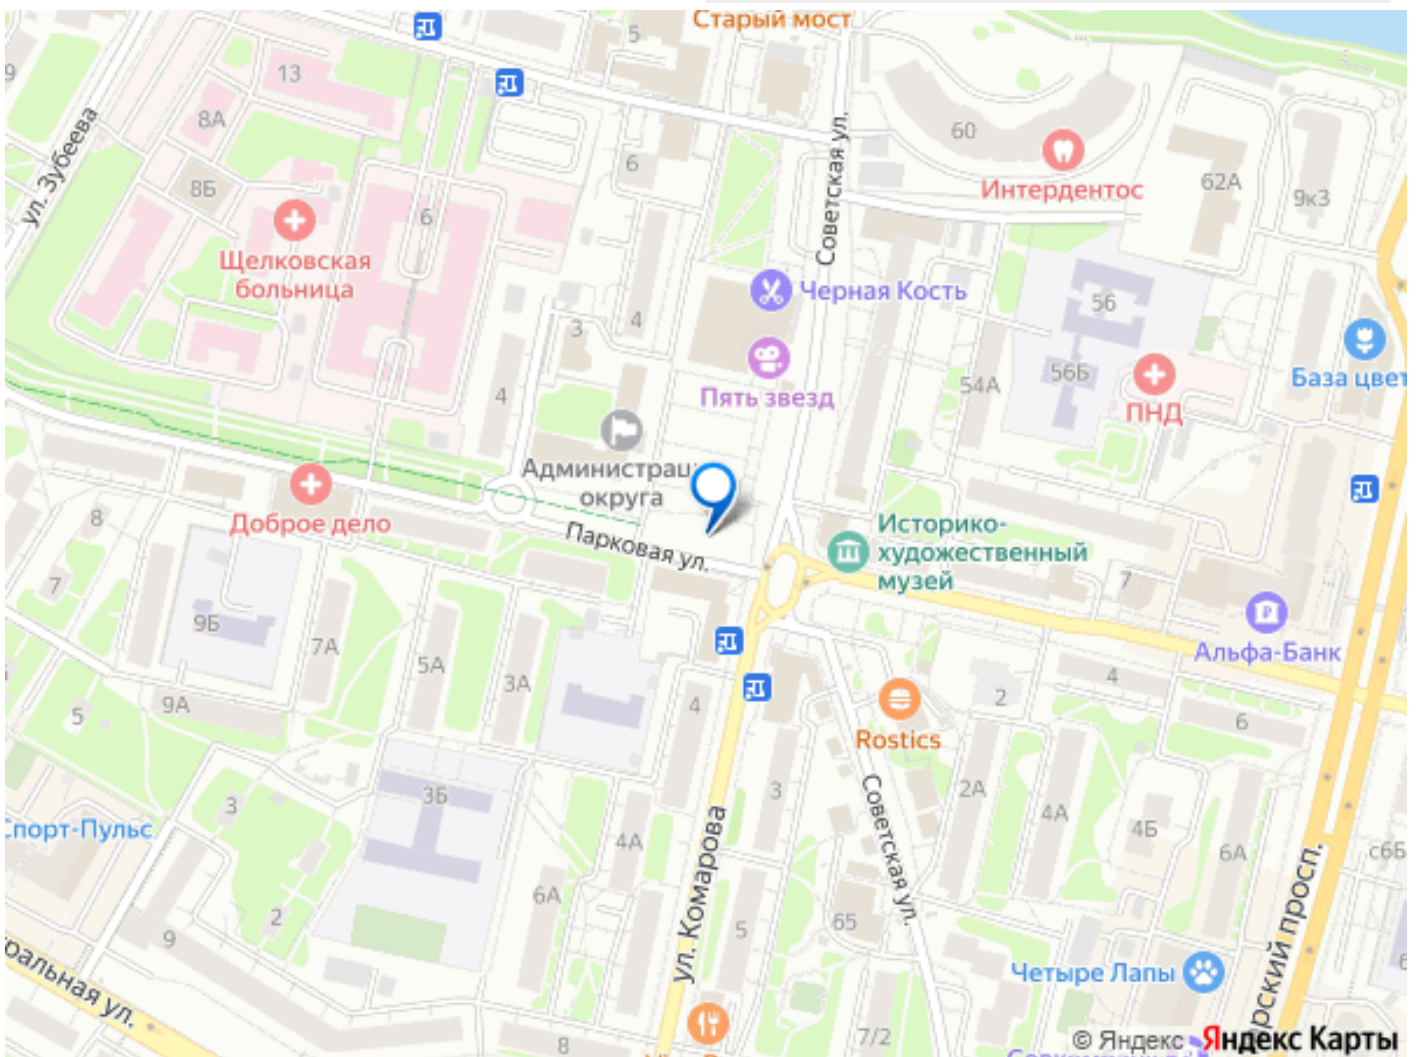 Старый мост
5
13
9
8А
ул. Зубеева
60
Советская ул.
6
8Б
6
Интердентос
62А
9к3
Щелковская
больница
Черная Кость
56
3
4
56Б
База цвет
Пять звезд
54А
4
ПНД
Администрац
округа
Доброе дело
8
Парковая ул.
Историко-
художественный
музей
7
7
9Б
Альфа-Банк
7А
5А
3А
4
2
4
9А
5
6
Rostics
3
3Б
3
2А
4А
4Б
6А
с6Б
Спорт-Пульс
4А
ул. Комарова
Советская ул.
6А
2
5
65
9
ральная ул.
Четыре Лапы
рский просп.
6
8
7/2
© Яндекс
Яндекс Карты